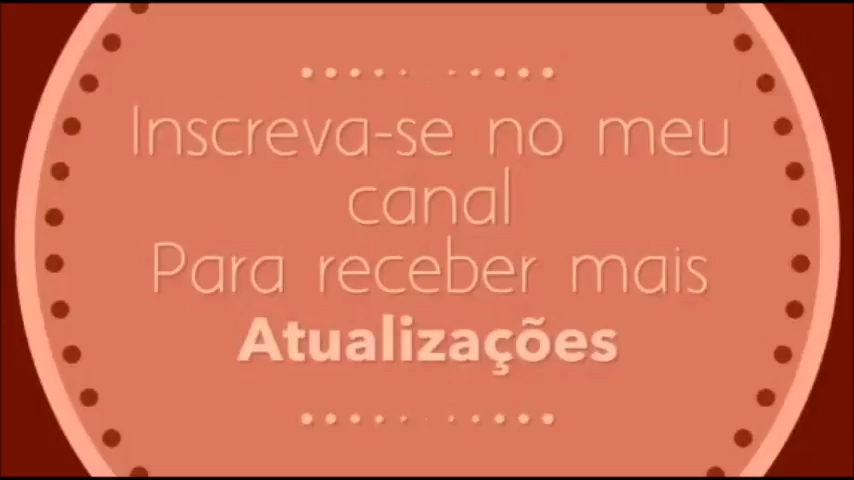 Inscreva-se no meu
canal
Para receber mais
Atualizações